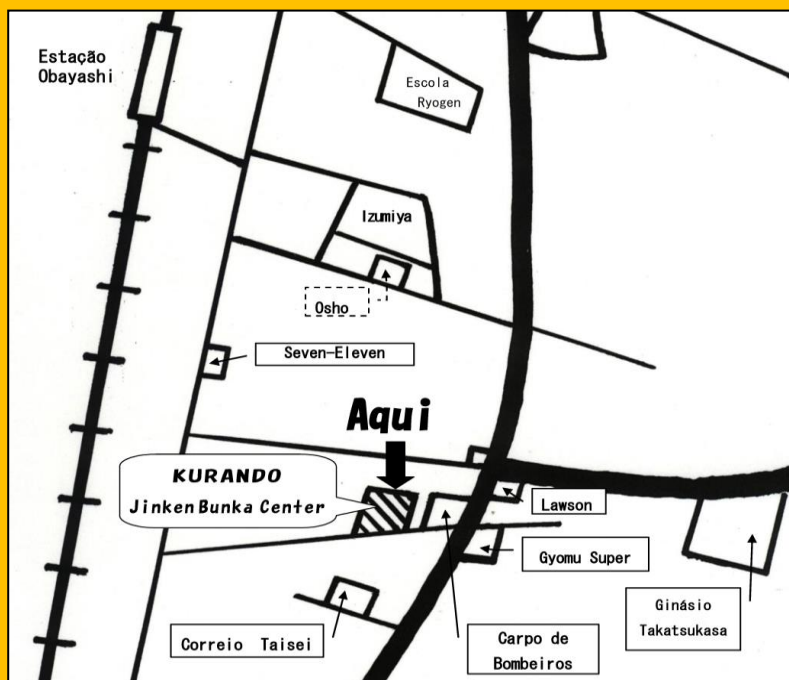 Estação
Obayashi
Escola
Ryogen
Izumiya
Osho
Seven-Eleven
Aqui
KURANDO
Jinken Bunka Center
Lawson
Gyomu Super
Ginásio
Takatsukasa
Correio Taisei
Carpo de
Bombeiros